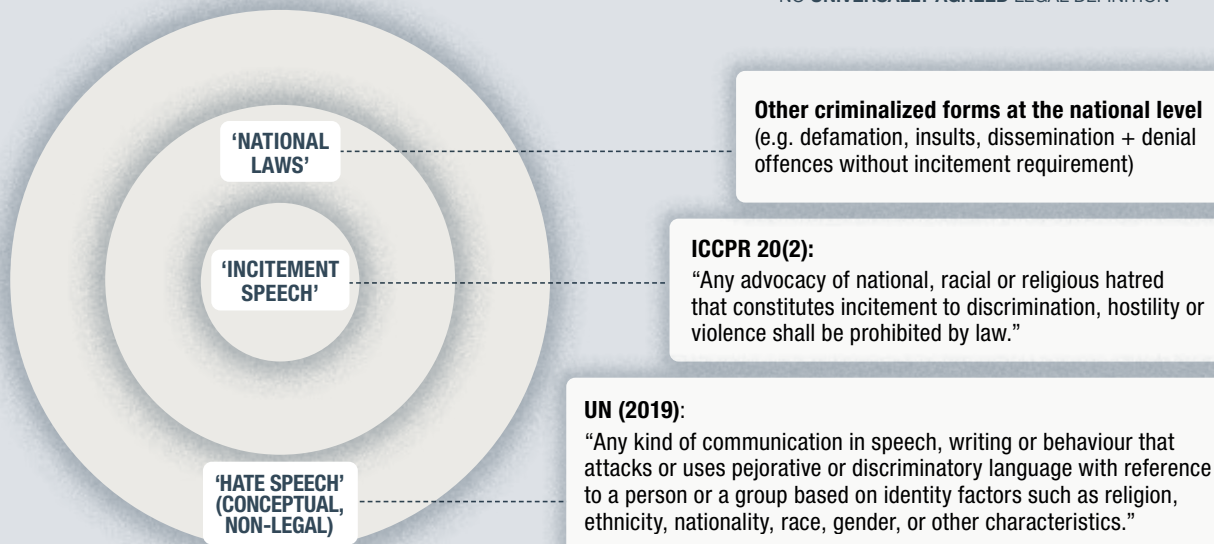 NO UNIVERSALLY AGREED LEGAL DEFINITION
‘NATIONAL
LAWS’
Other criminalized forms at the national level
(e.g. defamation, insults, dissemination + denial
offences without incitement requirement)
‘INCITEMENT
SPEECH’
ICCPR 20(2):
“Any advocacy of national, racial or religious hatred
that constitutes incitement to discrimination, hostility or
violence shall be prohibited by law.”
‘HATE SPEECH’
(CONCEPTUAL,
NON-LEGAL)
UN (2019):
“Any kind of communication in speech, writing or behaviour that
attacks or uses pejorative or discriminatory language with reference
to a person or a group based on identity factors such as religion,
ethnicity, nationality, race, gender, or other characteristics.”